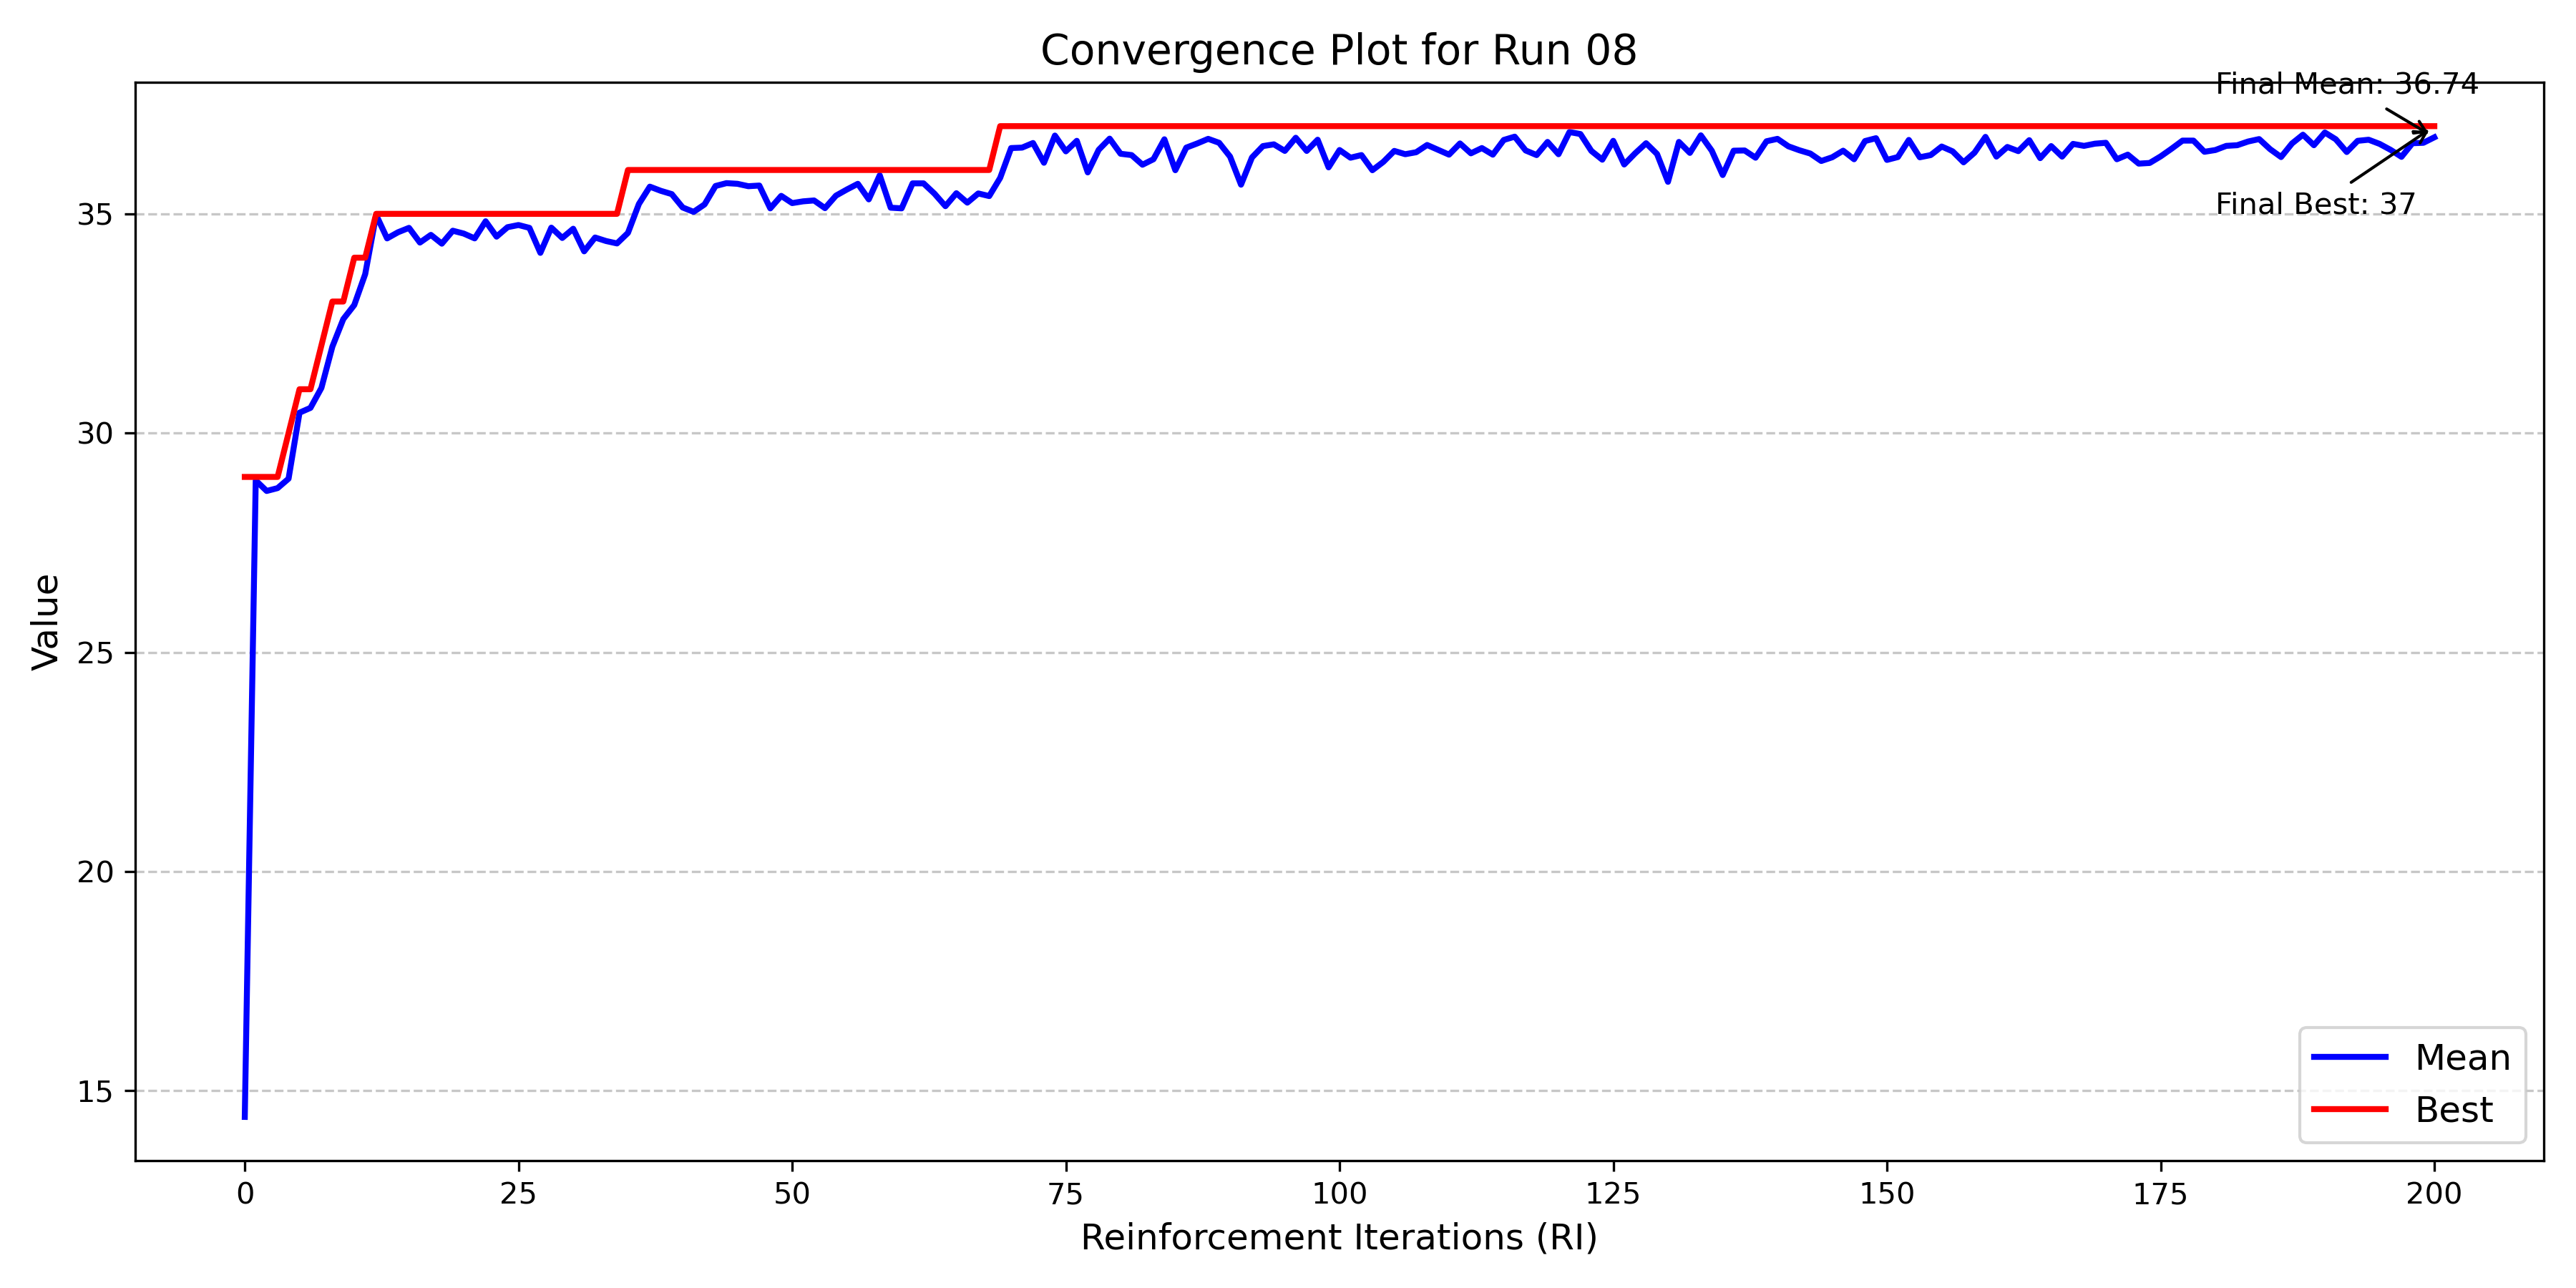 Convergence Plot for Run 08
Final Mean: 36.74
Final Best: 37
Value
35
30
25
20
15
Mean
Best
0 25 50 75 100 125 150 175 200
Reinforcement Iterations (RI)